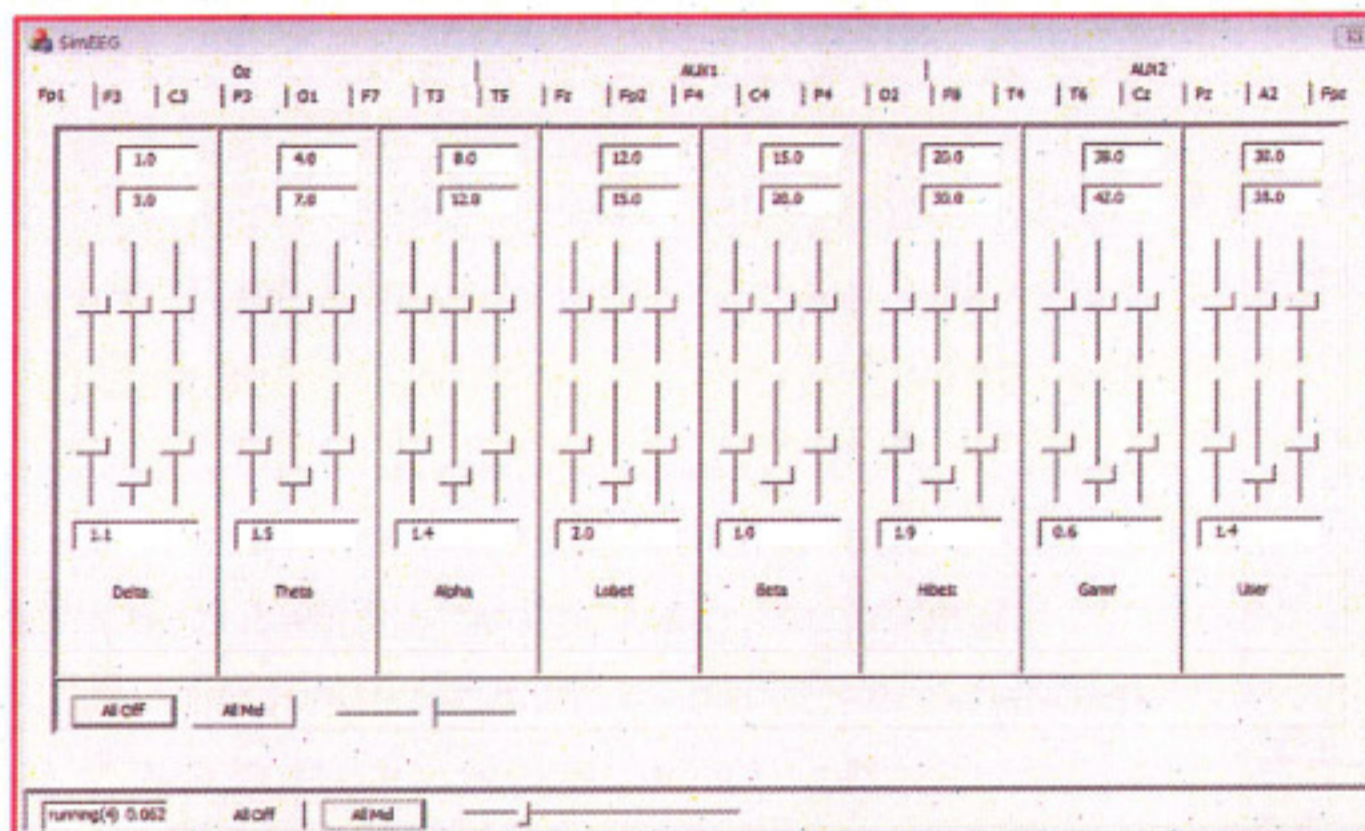 SimEEG
Oz AUX1 AUX2
Fp1 F3 C3 P3 O1 F7 T3 T5 Fz Fp2 F4 C4 P4 O2 F8 T4 T6 Cz Pz A2 Fpz
1.0 4.0 8.0 12.0 15.0 20.0 38.0 30.0
3.0 7.0 12.0 15.0 20.0 30.0 42.0
1.1 1.5 1.4 2.0 1.0 1.9 0.6 1.4
Delta Theta Alpha Lobet Beta Hibet Gamr User
All Off All Mid
running(4) 0.062 All Off All Mid